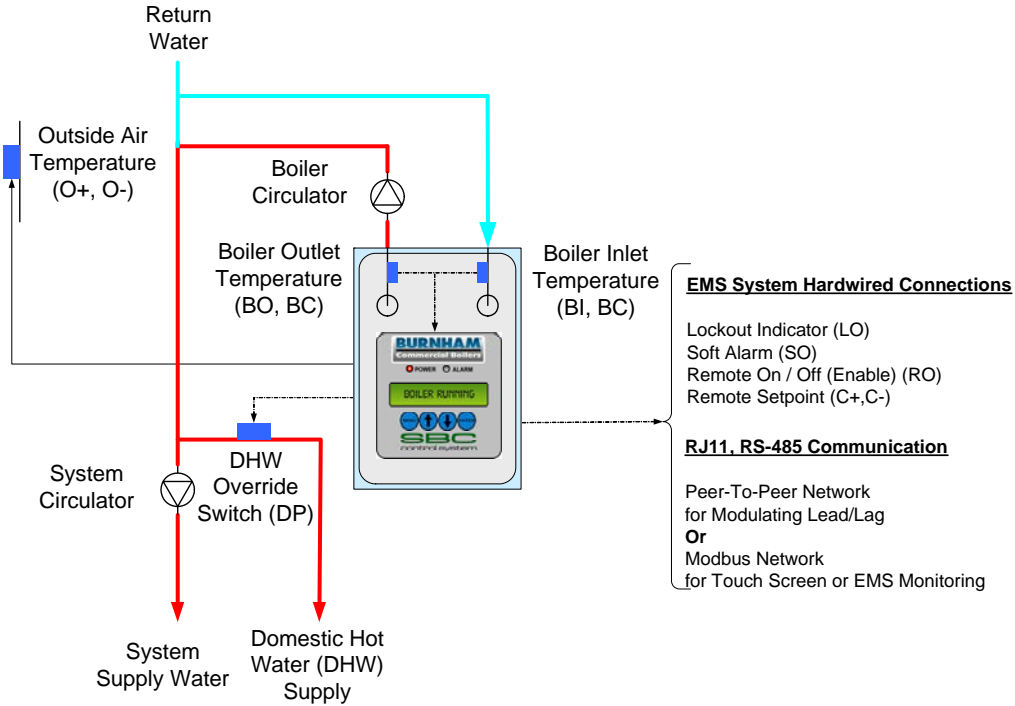 Return
Water
Outside Air
Temperature
(O+, O-)
Boiler
Circulator
Boiler Outlet
Temperature
(BO, BC)
Boiler Inlet
Temperature
(BI, BC)
BURNHAM
Commercial Boilers
POWER ALARM
BOILER RUNNING
SBC
control system
EMS System Hardwired Connections
Lockout Indicator (LO)
Soft Alarm (SO)
Remote On / Off (Enable) (RO)
Remote Setpoint (C+,C-)
RJ11, RS-485 Communication
Peer-To-Peer Network
for Modulating Lead/Lag
Or
Modbus Network
for Touch Screen or EMS Monitoring
System
Circulator
DHW
Override
Switch (DP)
System
Supply Water
Domestic Hot
Water (DHW)
Supply